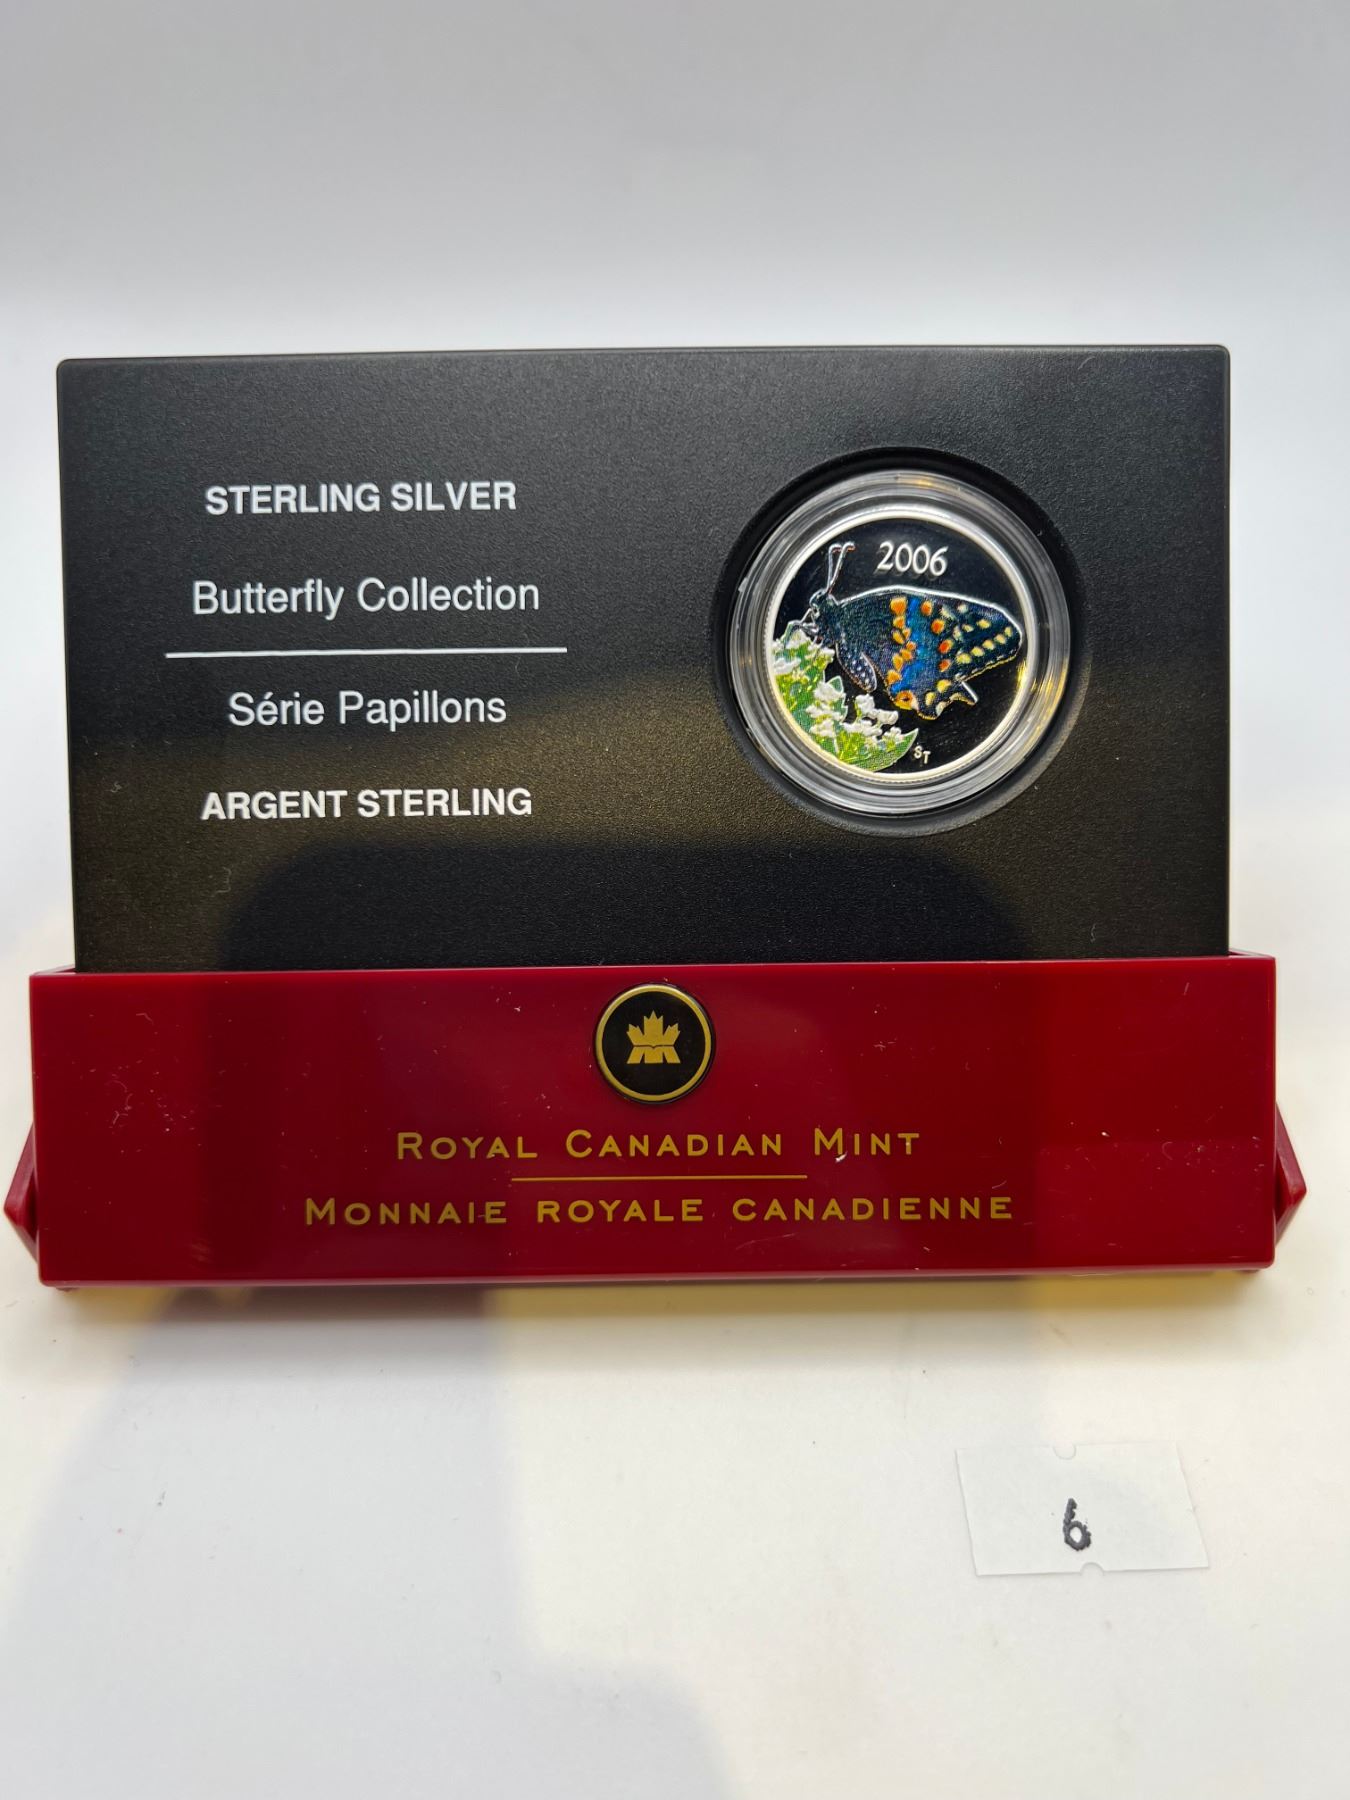 STERLING SILVER
Butterfly Collection
Série Papillons
ARGENT STERLING
2006
ST
ROYAL CANADIAN MINT
MONNAIE ROYALE CANADIENNE
6